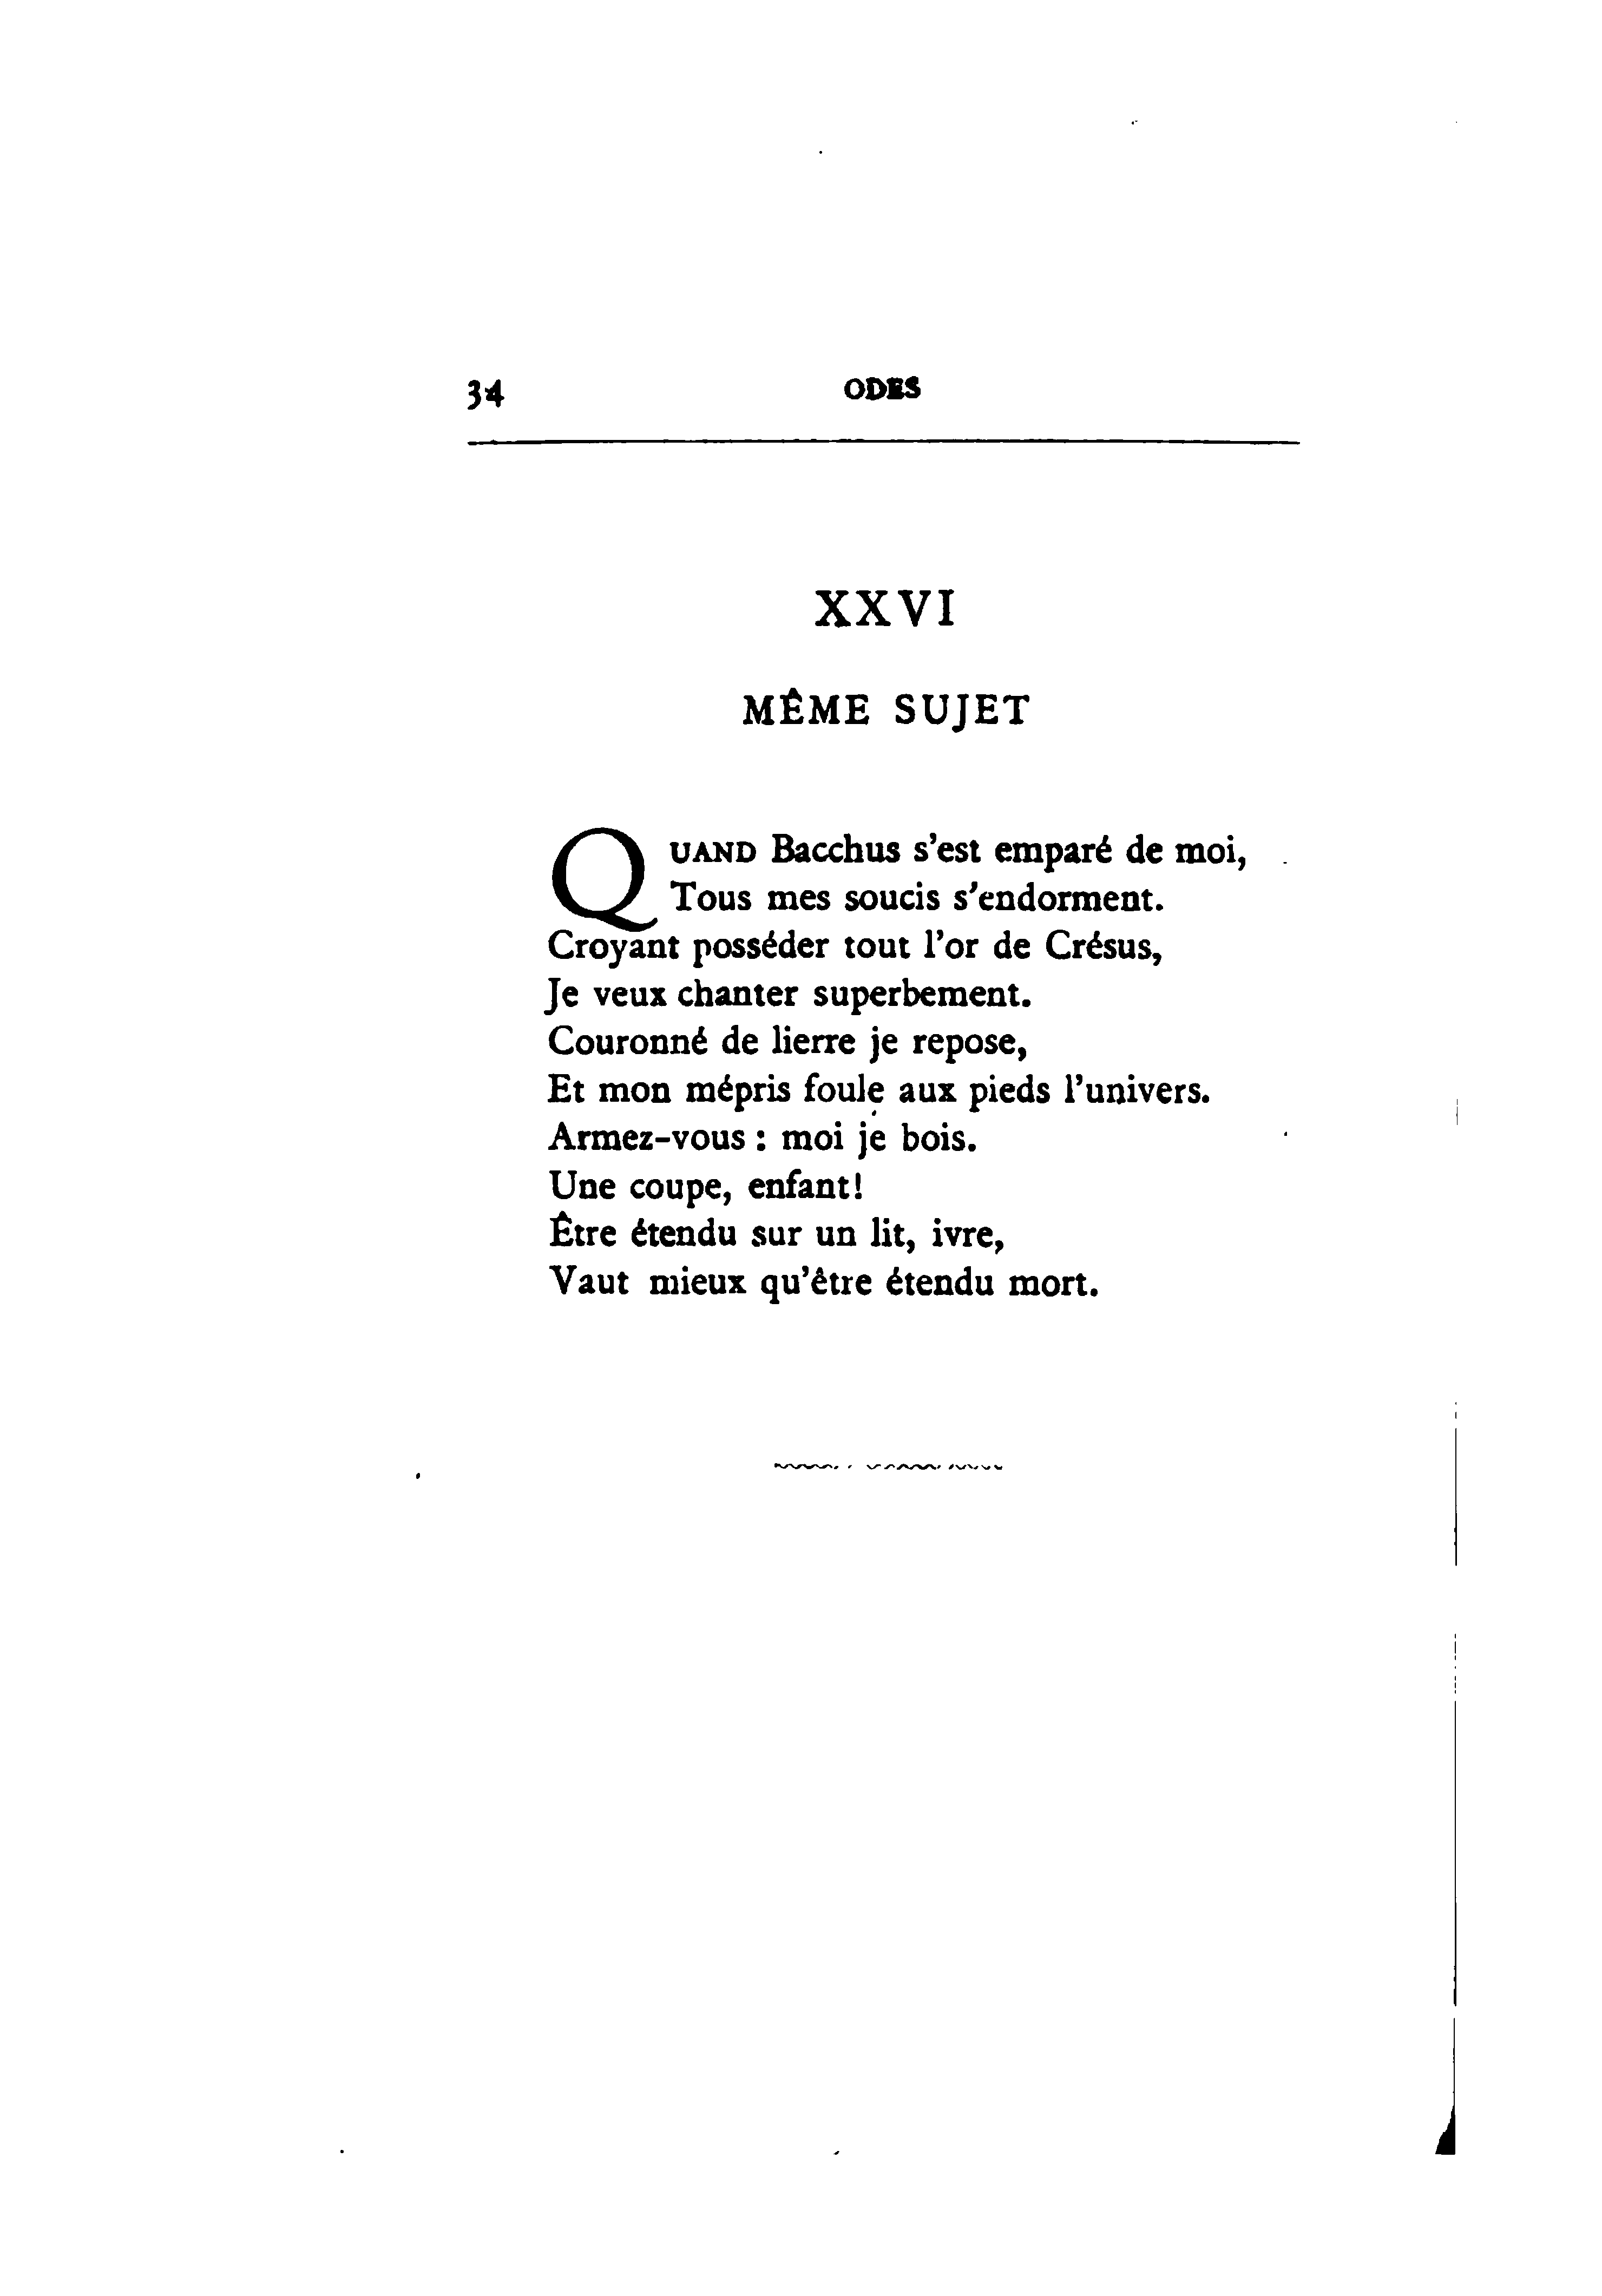 34 ODES
XXVI
MÊME SUJET
QUAND Bacchus s'est emparé de moi,
Tous mes soucis s'endorment.
Croyant posséder tout l'or de Crésus,
Je veux chanter superbement.
Couronné de lierre je repose,
Et mon mépris foule aux pieds l'univers.
Armez-vous : moi je bois.
Une coupe, enfant!
Être étendu sur un lit, ivre,
Vaut mieux qu'être étendu mort.